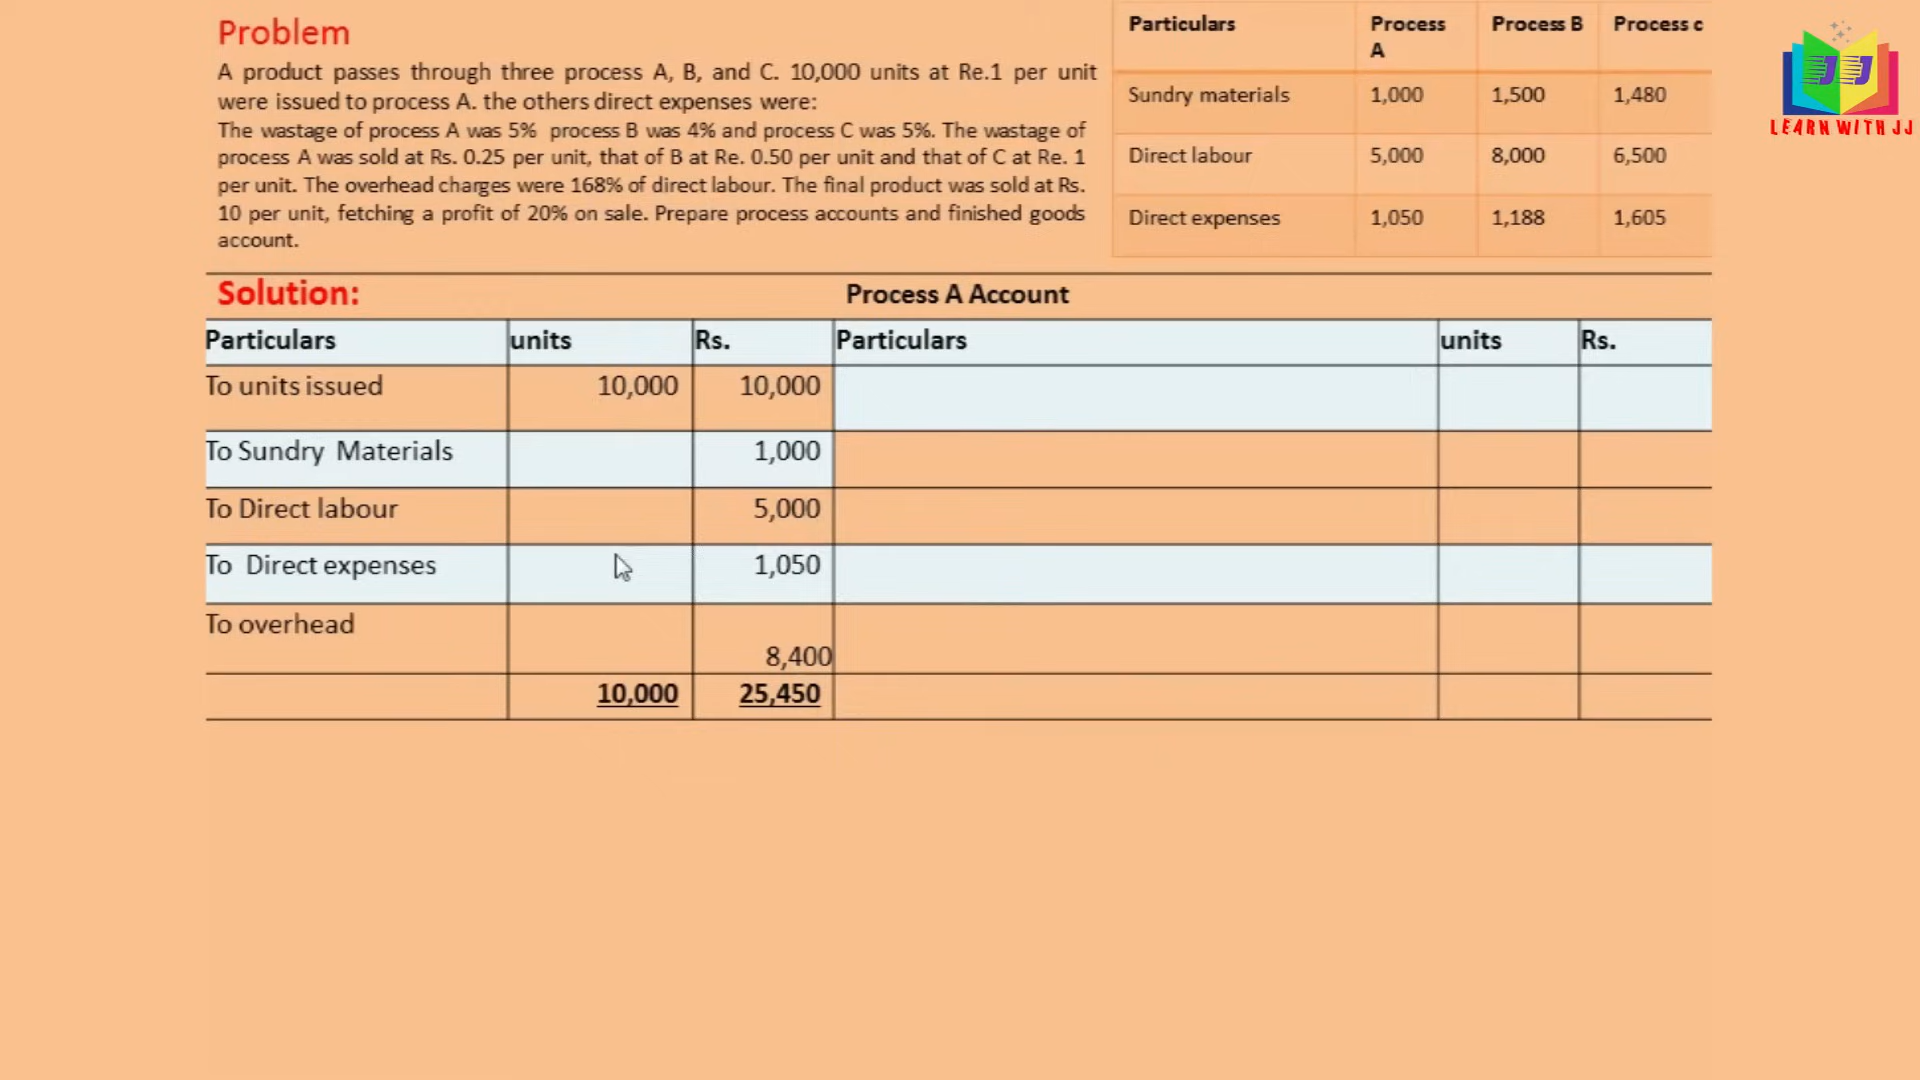 Problem
A product passes through three process A, B, and C. 10,000 units at Re.1 per unit
were issued to process A. the others direct expenses were:
The wastage of process A was 5% process B was 4% and process C was 5%. The wastage of
process A was sold at Rs. 0.25 per unit, that of B at Re. 0.50 per unit and that of C at Re. 1
per unit. The overhead charges were 168% of direct labour. The final product was sold at Rs.
10 per unit, fetching a profit of 20% on sale. Prepare process accounts and finished goods
account.
Particulars Process A Process B Process c
Sundry materials 1,000 1,500 1,480
Direct labour 5,000 8,000 6,500
Direct expenses 1,050 1,188 1,605
JJ
LEARN WITH JJ
Solution: Process A Account
Particulars units Rs. Particulars units Rs.
To units issued 10,000 10,000
To Sundry Materials 1,000
To Direct labour 5,000
To Direct expenses 1,050
To overhead 8,400
10,000 25,450